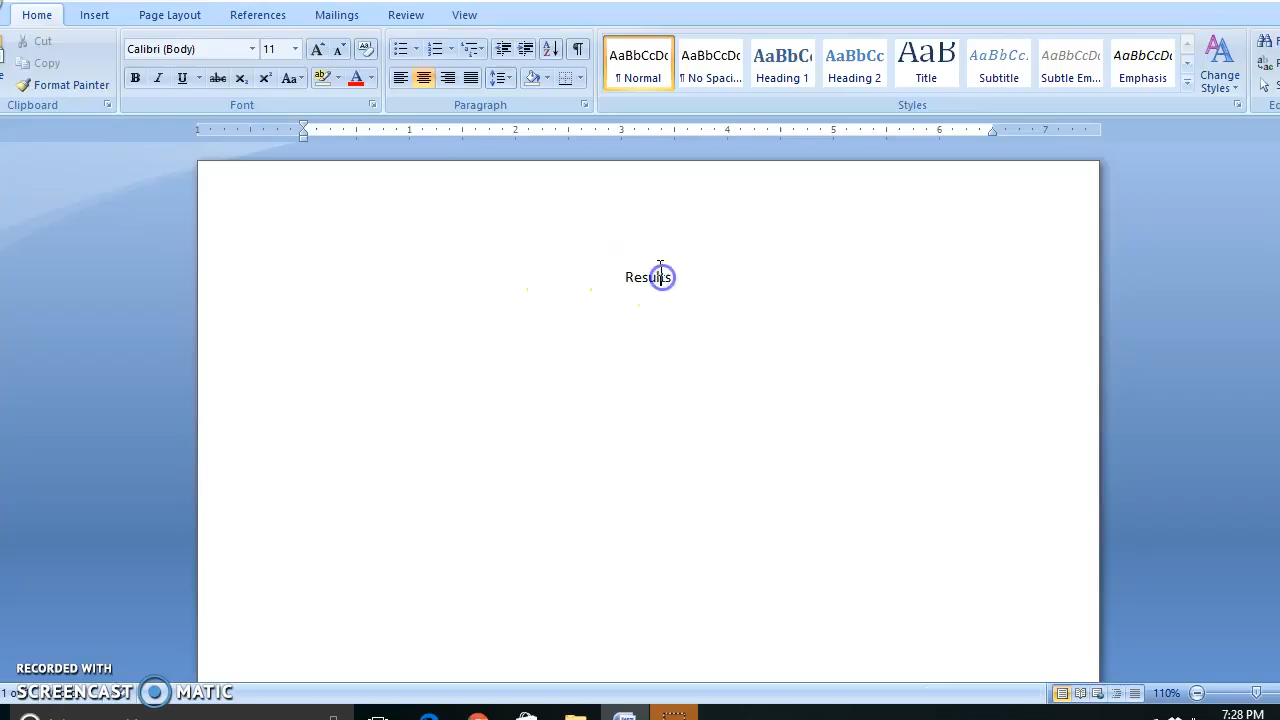 Home Insert Page Layout References Mailings Review View
Cut
Copy
Format Painter
Clipboard
Calibri (Body) 11
B I U abc x₂ x² Aa
Font
Paragraph
AaBbCcDc AaBbCcDc AaBbCc AaBbCc AaB AaBbCc. AaBbCcDc AaBbCcDc
¶ Normal ¶ No Spaci... Heading 1 Heading 2 Title Subtitle Subtle Em... Emphasis
Styles
Change
Styles
1 1 2 3 4 5 6 7
Results
RECORDED WITH
SCREENCAST MATIC
110%
7:28 PM